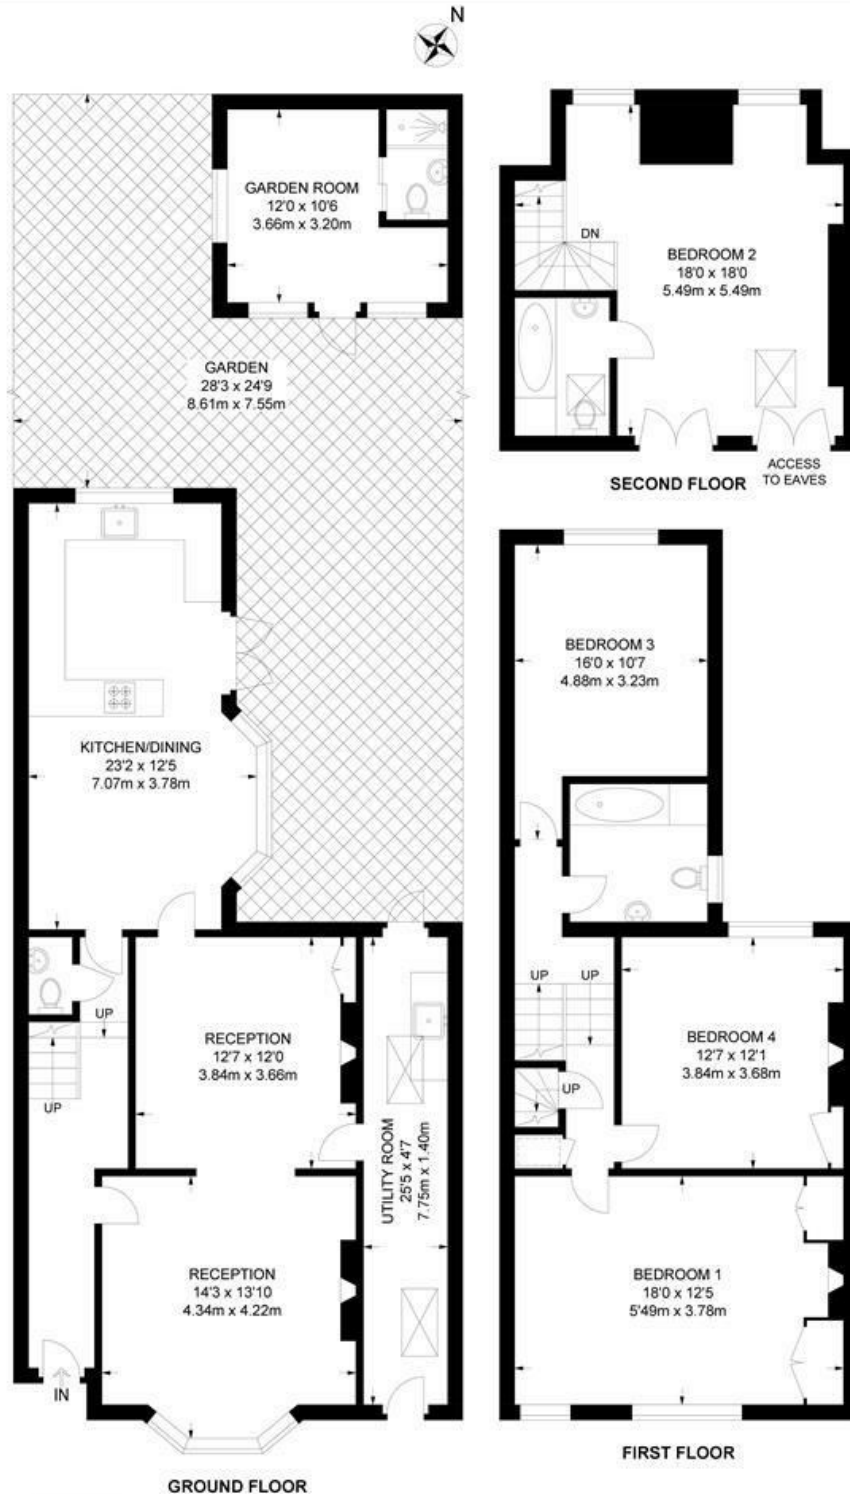 N
GARDEN ROOM
12'0 x 10'6
3.66m x 3.20m
GARDEN
28'3 x 24'9
8.61m x 7.55m
KITCHEN/DINING
23'2 x 12'5
7.07m x 3.78m
UP
UP
RECEPTION
12'7 x 12'0
3.84m x 3.66m
UTILITY ROOM
25'5 x 4'7
7.75m x 1.40m
RECEPTION
14'3 x 13'10
4.34m x 4.22m
IN
GROUND FLOOR
DN
BEDROOM 2
18'0 x 18'0
5.49m x 5.49m
ACCESS
TO EAVES
SECOND FLOOR
BEDROOM 3
16'0 x 10'7
4.88m x 3.23m
UP
UP
UP
BEDROOM 4
12'7 x 12'1
3.84m x 3.68m
BEDROOM 1
18'0 x 12'5
5'49m x 3.78m
FIRST FLOOR